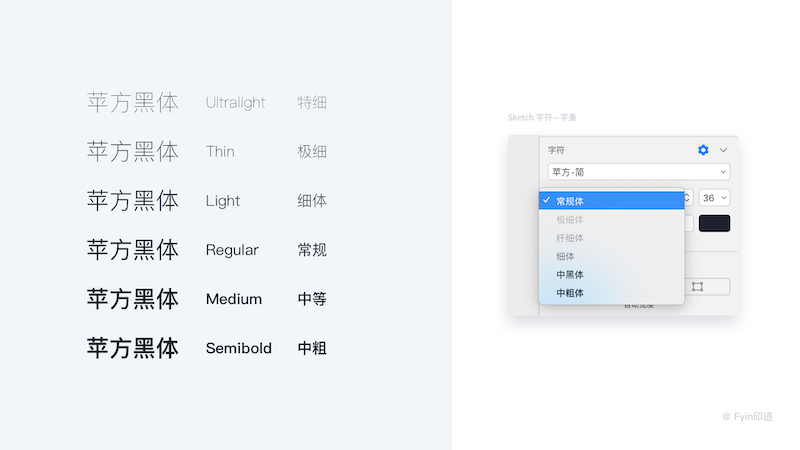 苹方黑体 Ultralight 特细
苹方黑体 Thin 极细
苹方黑体 Light 细体
苹方黑体 Regular 常规
苹方黑体 Medium 中等
苹方黑体 Semibold 中粗
Sketch 字符—字重
字符
苹方-简
常规体
36
极细体
纤细体
细体
中黑体
中粗体
自动宽度
@ Fyin印迹